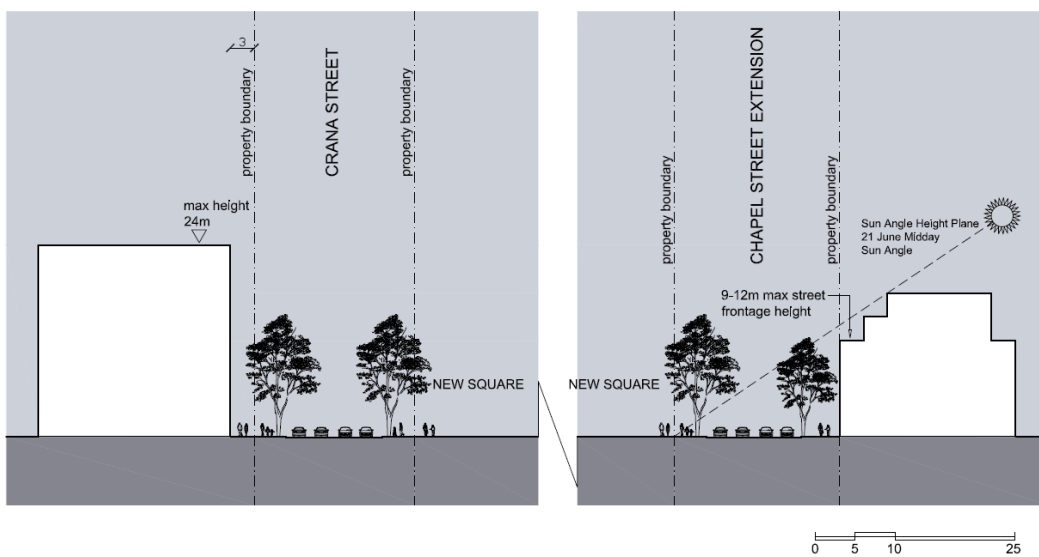 3
property boundary
CRANA STREET
property boundary
max height
24m
NEW SQUARE
property boundary
CHAPEL STREET EXTENSION
property boundary
Sun Angle Height Plane
21 June Midday
Sun Angle
9-12m max street
frontage height
NEW SQUARE
0 5 10 25